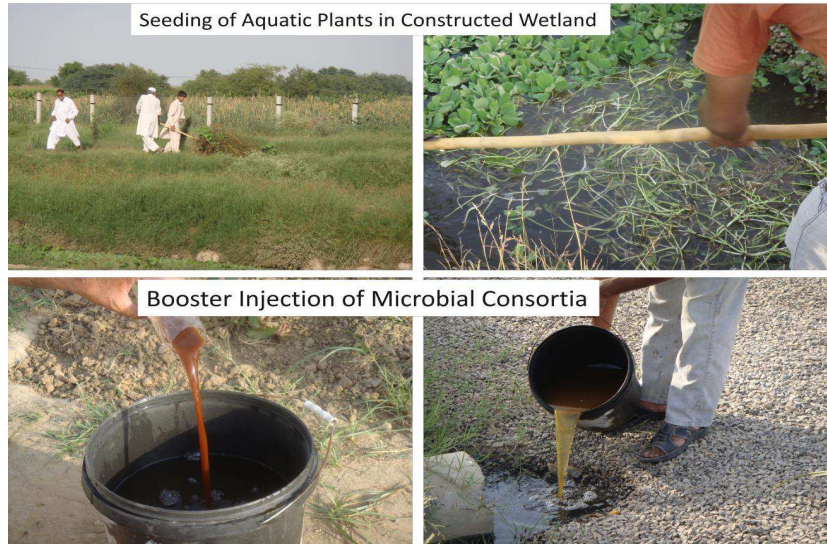 Seeding of Aquatic Plants in Constructed Wetland
Booster Injection of Microbial Consortia